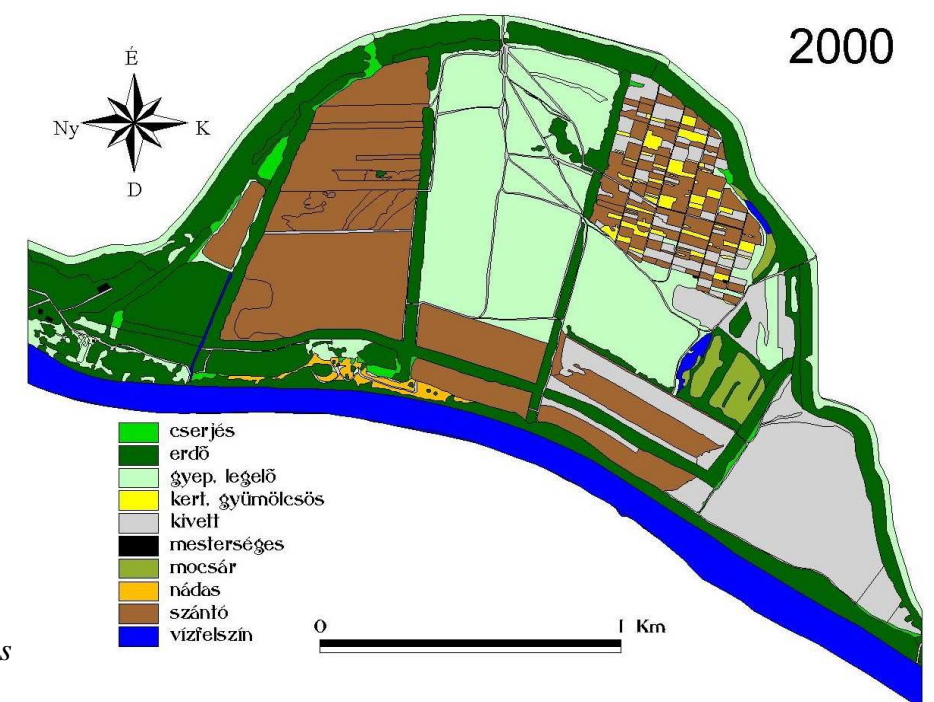 2000
É
Ny K
D
cserjés
erdõ
gyep, legelõ
kert, gyümölcsös
kivett
mesterséges
mocsár
nádas
szántó
vízfelszín
0 1 Km
s